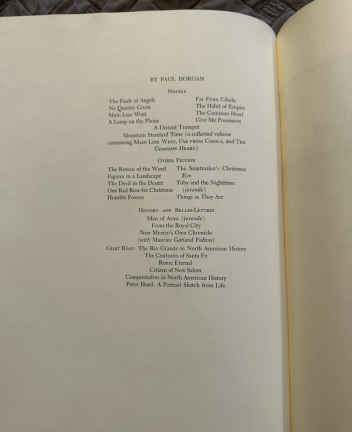 BY PAUL HORGAN
Novels
The Fault of Angels
No Quarter Given
Main Line West
A Lamp on the Plains
Far From Cibola
The Habit of Empire
The Common Heart
Give Me Possession
A Distant Trumpet
Mountain Standard Time (a collected volume
containing Main Line West, Far from Cibola, and The
Common Heart)
Other Fiction
The Return of the Weed
Figures in a Landscape
The Devil in the Desert
One Red Rose for Christmas
Humble Powers
The Saintmaker's Christmas
Eve
Toby and the Nighttime
(juvenile)
Things as They Are
History and Belles-Lettres
Men of Arms (juvenile)
From the Royal City
New Mexico's Own Chronicle
(with Maurice Garland Fulton)
Great River: The Rio Grande in North American History
The Centuries of Santa Fe
Rome Eternal
Citizen of New Salem
Conquistadors in North American History
Peter Hurd: A Portrait Sketch from Life